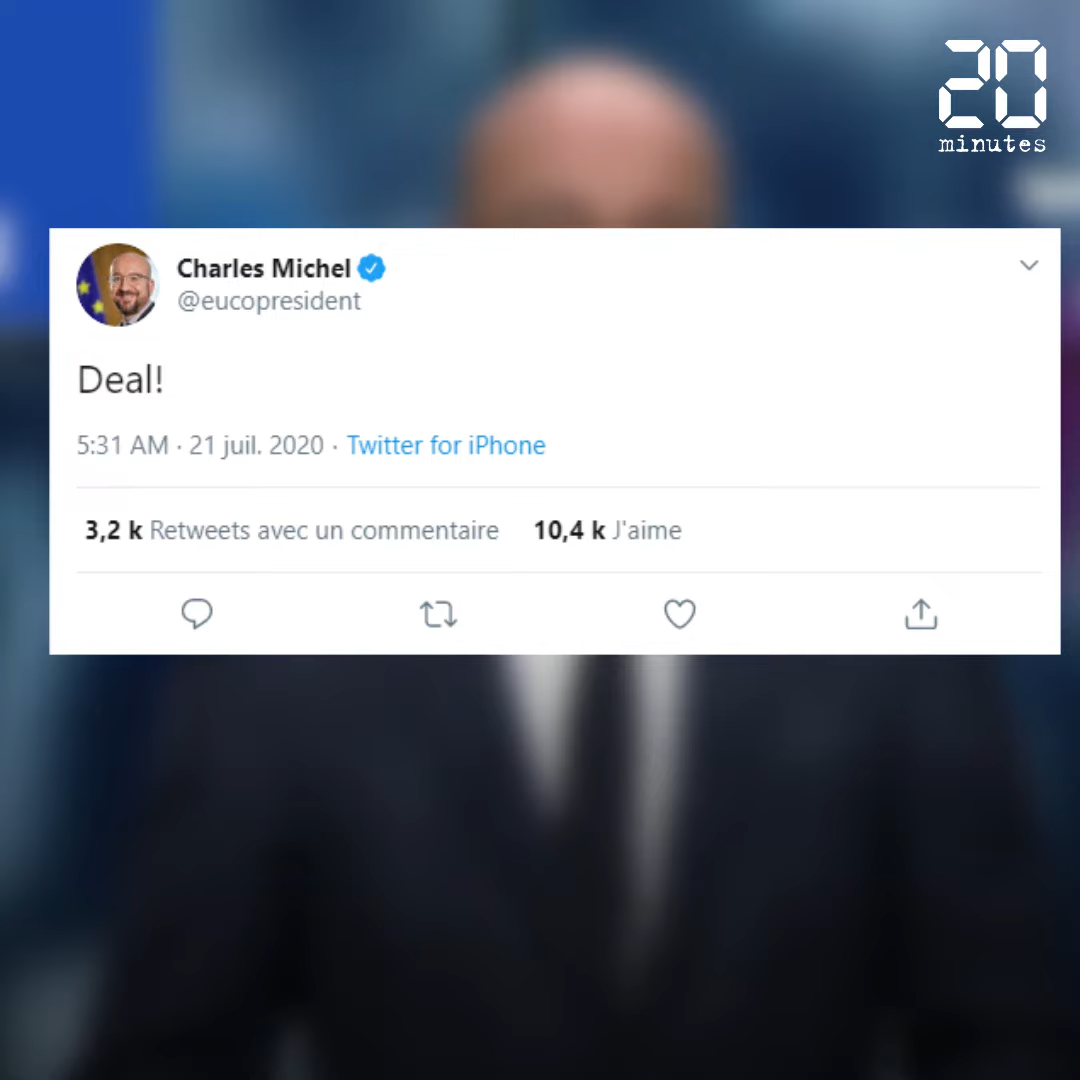 20
minutes
Charles Michel
@eucopresident
Deal!
5:31 AM · 21 juil. 2020 · Twitter for iPhone
3,2 k Retweets avec un commentaire 10,4 k J'aime